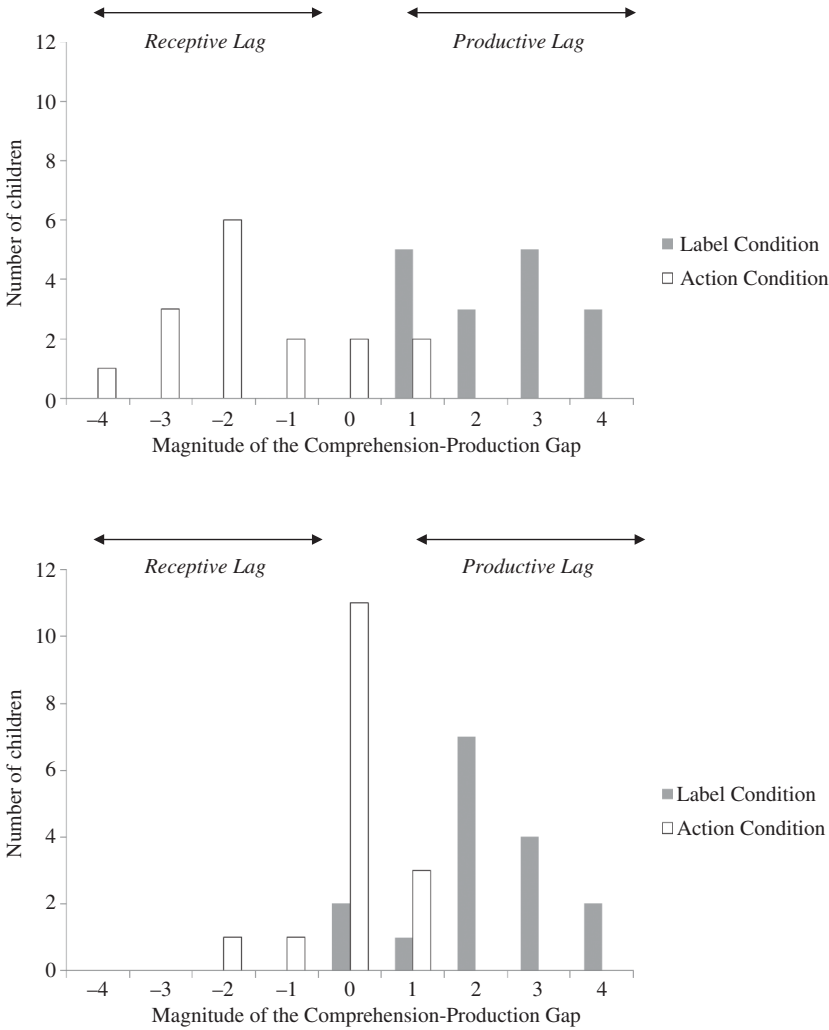 Receptive Lag Productive Lag
12
10
8
6
4
2
0
Number of children
Label Condition
Action Condition
–4 –3 –2 –1 0 1 2 3 4
Magnitude of the Comprehension-Production Gap
Receptive Lag Productive Lag
12
10
8
6
4
2
0
Number of children
Label Condition
Action Condition
–4 –3 –2 –1 0 1 2 3 4
Magnitude of the Comprehension-Production Gap